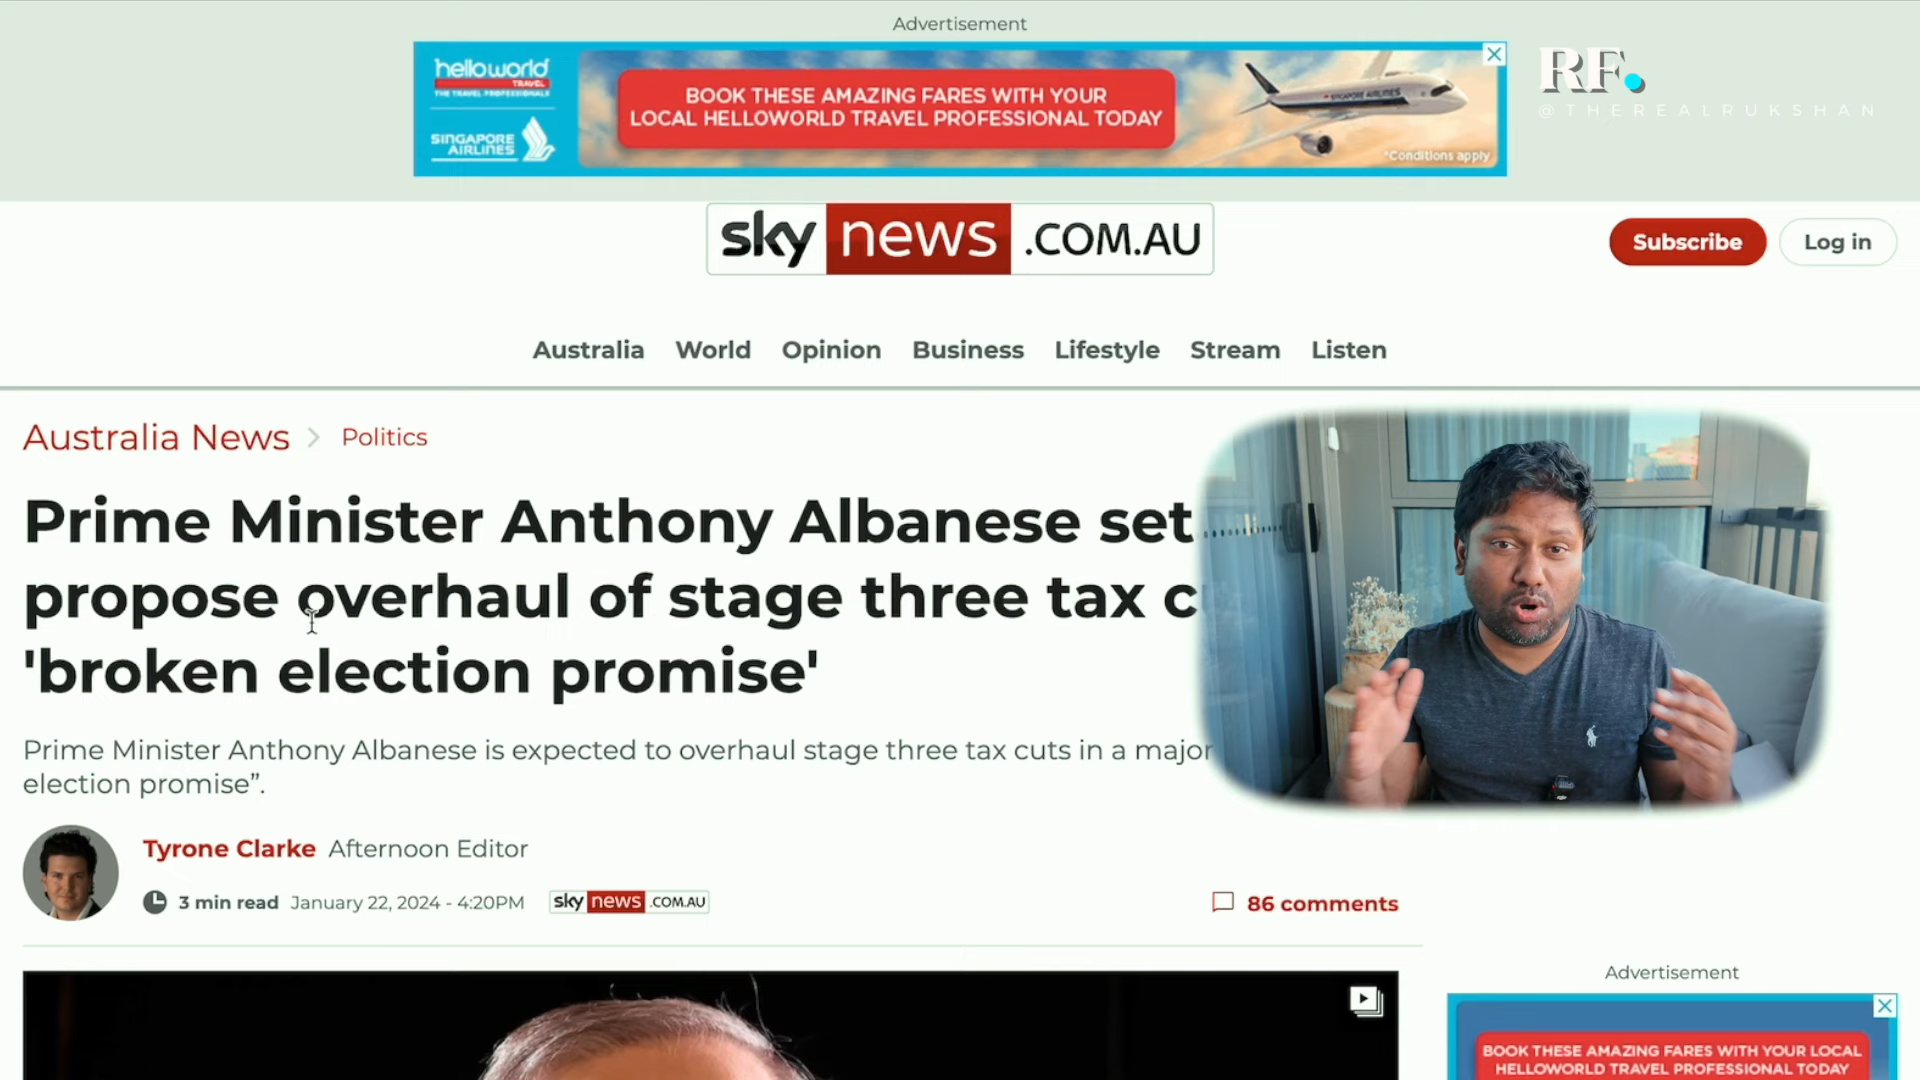 Advertisement
helloworld
TRAVEL
THE TRAVEL PROFESSIONALS
SINGAPORE
AIRLINES
BOOK THESE AMAZING FARES WITH YOUR
LOCAL HELLOWORLD TRAVEL PROFESSIONAL TODAY
SINGAPORE AIRLINES
*Conditions apply
RF.
@THEREALRUKSHAN
sky news .COM.AU
Subscribe
Log in
Australia World Opinion Business Lifestyle Stream Listen
Australia News > Politics
Prime Minister Anthony Albanese set
propose overhaul of stage three tax c
'broken election promise'
Prime Minister Anthony Albanese is expected to overhaul stage three tax cuts in a major
election promise”.
Tyrone Clarke Afternoon Editor
3 min read January 22, 2024 - 4:20PM sky news .COM.AU
86 comments
Advertisement
BOOK THESE AMAZING FARES WITH YOUR LOCAL
HELLOWORLD TRAVEL PROFESSIONAL TODAY